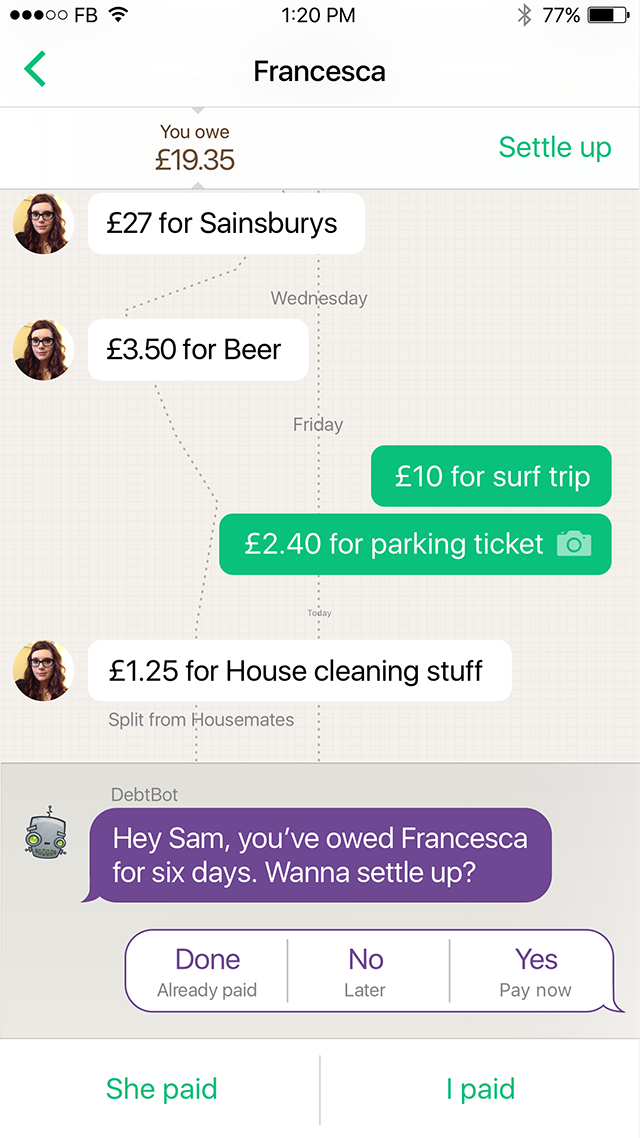 FB 1:20 PM 77%
Francesca
You owe
£19.35
Settle up
£27 for Sainsburys
Wednesday
£3.50 for Beer
Friday
£10 for surf trip
£2.40 for parking ticket
Today
£1.25 for House cleaning stuff
Split from Housemates
DebtBot
Hey Sam, you’ve owed Francesca
for six days. Wanna settle up?
Done No Yes
Already paid Later Pay now
She paid I paid